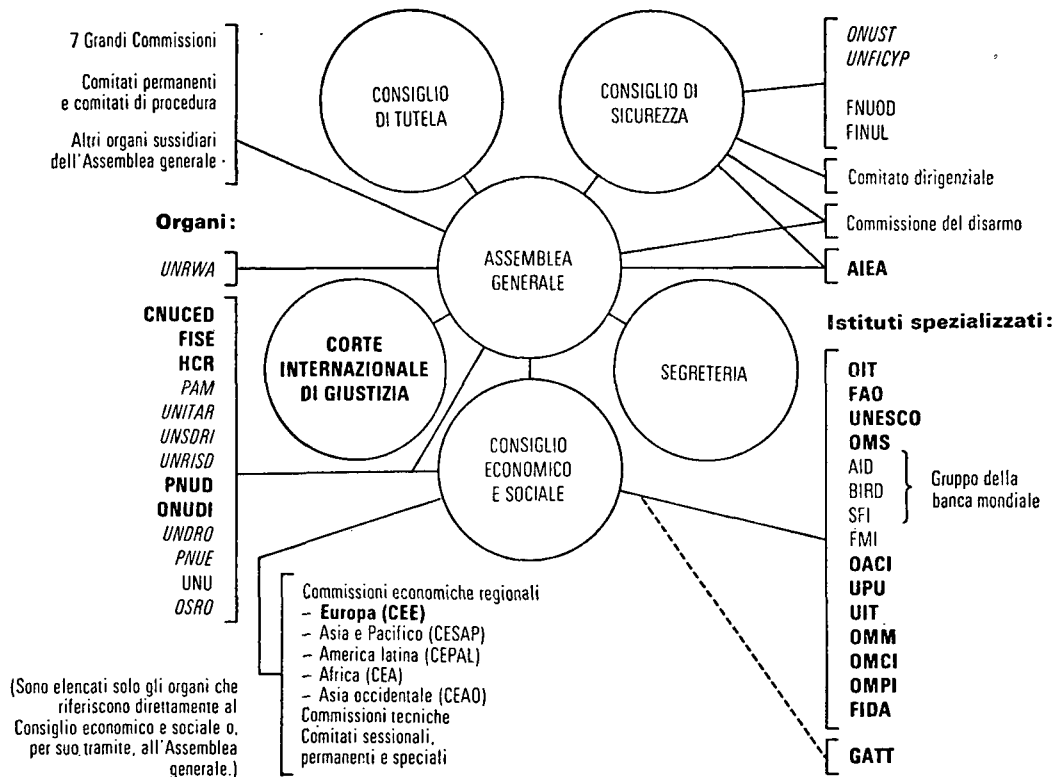 7 Grandi Commissioni
Comitati permanenti
e comitati di procedura
Altri organi sussidiari
dell'Assemblea generale
Organi:
UNRWA
CNUCED
FISE
HCR
PAM
UNITAR
UNSDRI
UNRISD
PNUD
ONUDI
UNDRO
PNUE
UNU
OSRO
(Sono elencati solo gli organi che
riferiscono direttamente al
Consiglio economico e sociale o,
per suo tramite, all'Assemblea
generale.)
CONSIGLIO
DI TUTELA
CONSIGLIO DI
SICUREZZA
ASSEMBLEA
GENERALE
CORTE
INTERNAZIONALE
DI GIUSTIZIA
SEGRETERIA
CONSIGLIO
ECONOMICO
E SOCIALE
Commissioni economiche regionali
– Europa (CEE)
– Asia e Pacifico (CESAP)
– America latina (CEPAL)
– Africa (CEA)
– Asia occidentale (CEAO)
Commissioni tecniche
Comitati sessionali,
permanenti e speciali
ONUST
UNFICYP
FNUOD
FINUL
Comitato dirigenziale
Commissione del disarmo
AIEA
Istituti spezializzati:
OIT
FAO
UNESCO
OMS
AID
BIRD
SFI
Gruppo della
banca mondiale
FMI
OACI
UPU
UIT
OMM
OMCI
OMPI
FIDA
GATT